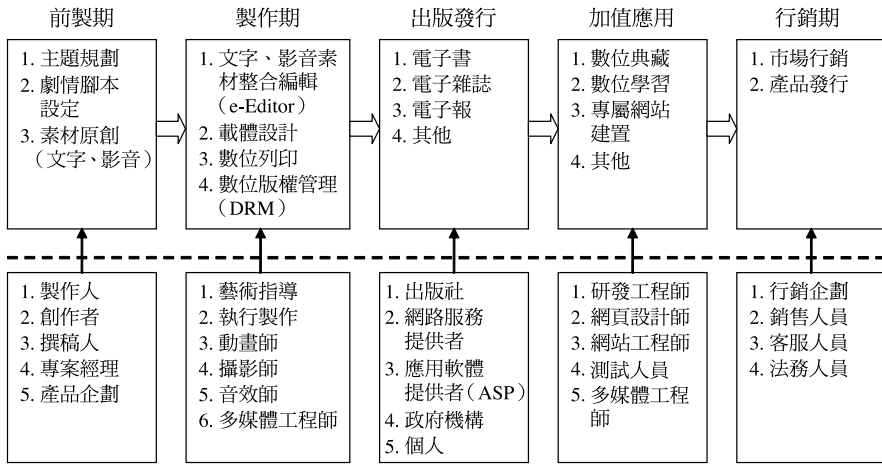 前製期
1. 主題規劃
2. 劇情腳本
設定
3. 素材原創
（文字、影音）
製作期
1. 文字、影音素
材整合編輯
（e-Editor）
2. 載體設計
3. 數位列印
4. 數位版權管理
（DRM）
出版發行
1. 電子書
2. 電子雜誌
3. 電子報
4. 其他
加值應用
1. 數位典藏
2. 數位學習
3. 專屬網站
建置
4. 其他
行銷期
1. 市場行銷
2. 產品發行
1. 製作人
2. 創作者
3. 撰稿人
4. 專案經理
5. 產品企劃
1. 藝術指導
2. 執行製作
3. 動畫師
4. 攝影師
5. 音效師
6. 多媒體工程師
1. 出版社
2. 網路服務
提供者
3. 應用軟體
提供者（ASP）
4. 政府機構
5. 個人
1. 研發工程師
2. 網頁設計師
3. 網站工程師
4. 測試人員
5. 多媒體工程
師
1. 行銷企劃
2. 銷售人員
3. 客服人員
4. 法務人員